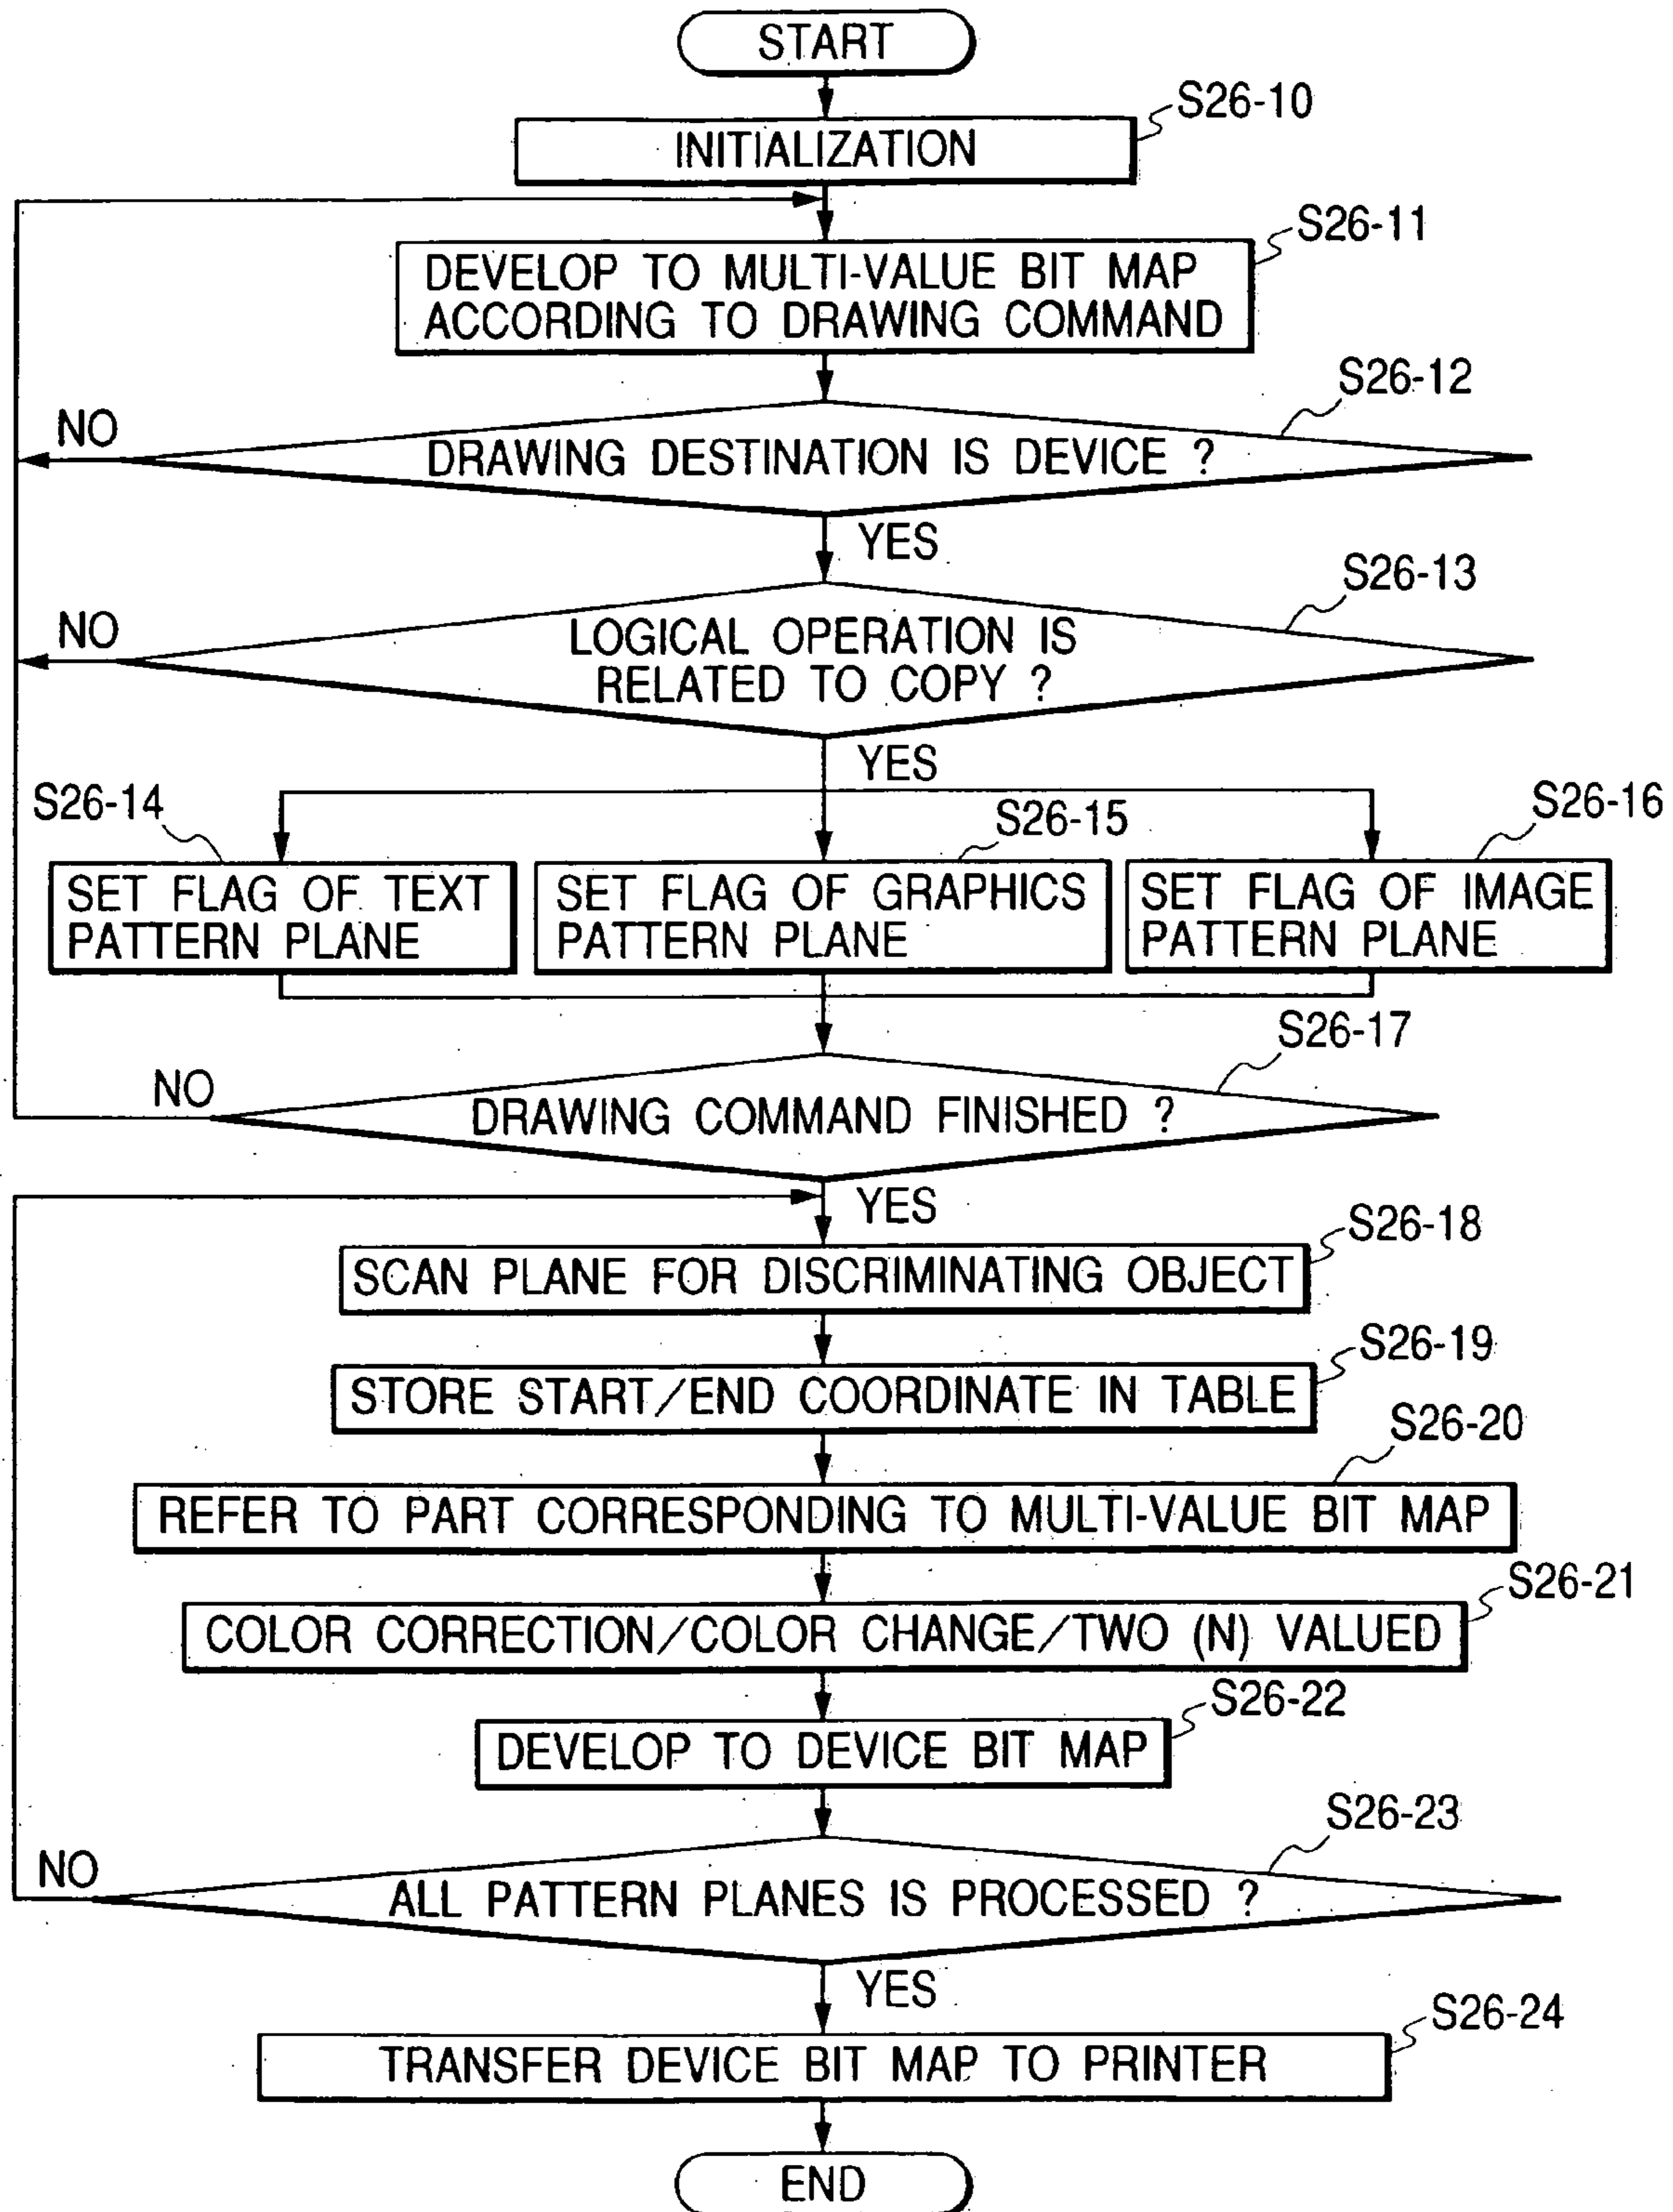 START
S26-10
INITIALIZATION
S26-11
DEVELOP TO MULTI-VALUE BIT MAP
ACCORDING TO DRAWING COMMAND
S26-12
NO
DRAWING DESTINATION IS DEVICE ?
YES
S26-13
NO
LOGICAL OPERATION IS
RELATED TO COPY ?
YES
S26-14
S26-15
S26-16
SET FLAG OF TEXT
PATTERN PLANE
SET FLAG OF GRAPHICS
PATTERN PLANE
SET FLAG OF IMAGE
PATTERN PLANE
S26-17
NO
DRAWING COMMAND FINISHED ?
YES
S26-18
SCAN PLANE FOR DISCRIMINATING OBJECT
S26-19
STORE START/END COORDINATE IN TABLE
S26-20
REFER TO PART CORRESPONDING TO MULTI-VALUE BIT MAP
S26-21
COLOR CORRECTION/COLOR CHANGE/TWO (N) VALUED
S26-22
DEVELOP TO DEVICE BIT MAP
S26-23
NO
ALL PATTERN PLANES IS PROCESSED ?
YES
S26-24
TRANSFER DEVICE BIT MAP TO PRINTER
END